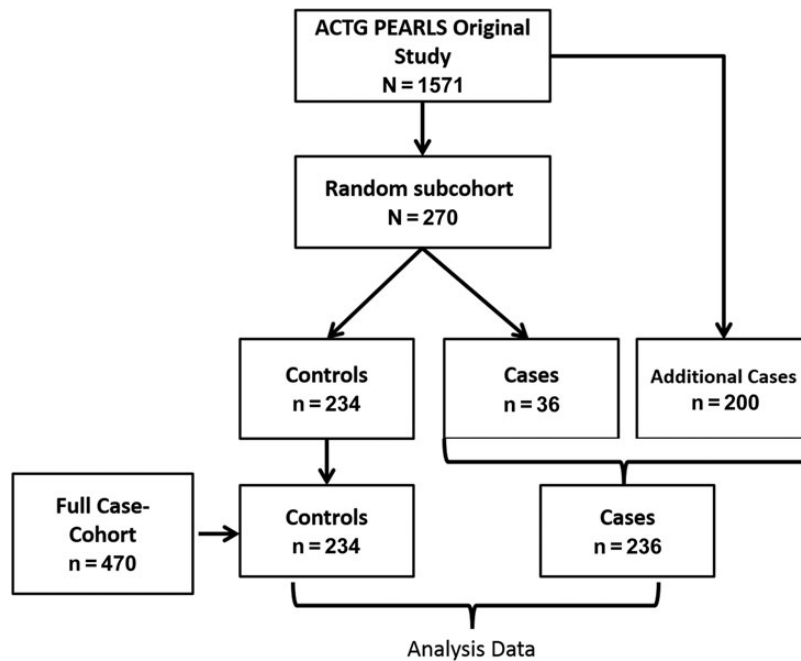 ACTG PEARLS Original
Study
N = 1571
Random subcohort
N = 270
Controls
n = 234
Cases
n = 36
Additional Cases
n = 200
Full Case-
Cohort
n = 470
Controls
n = 234
Cases
n = 236
Analysis Data